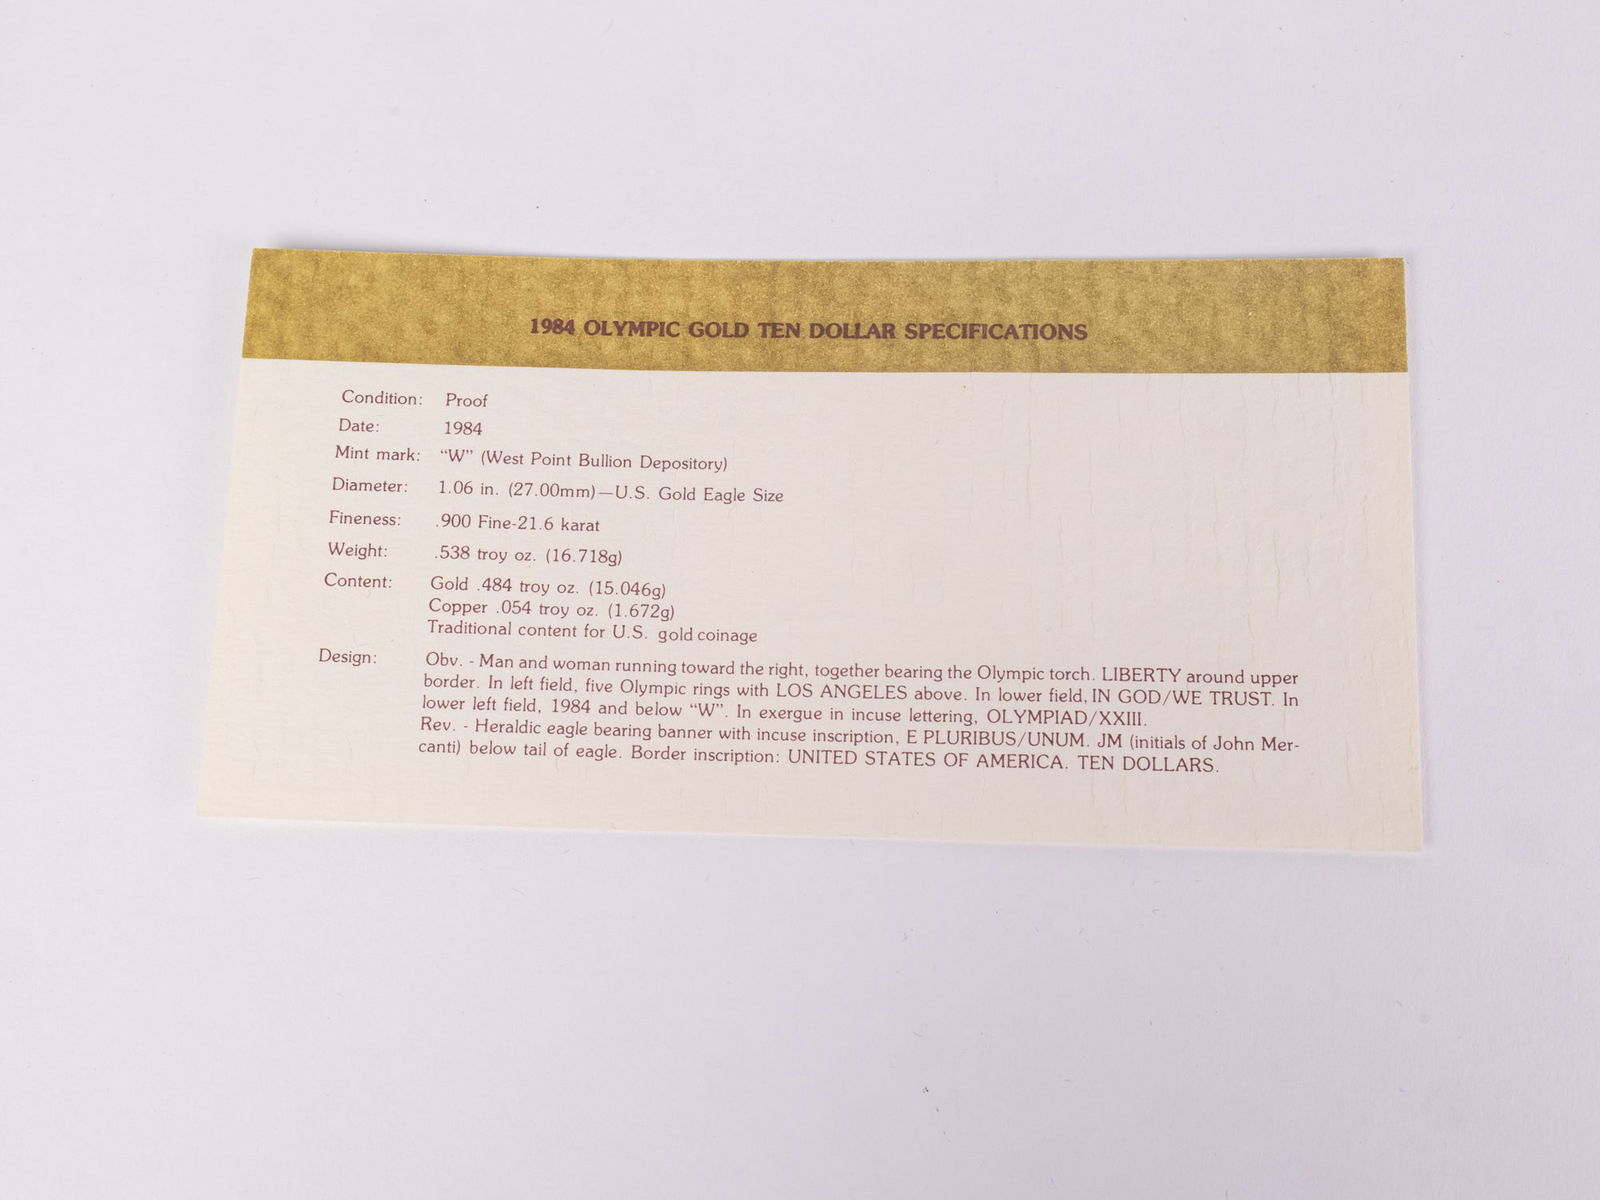 1984 OLYMPIC GOLD TEN DOLLAR SPECIFICATIONS
Condition: Proof
Date: 1984
Mint mark: “W” (West Point Bullion Depository)
Diameter: 1.06 in. (27.00mm)—U.S. Gold Eagle Size
Fineness: .900 Fine-21.6 karat
Weight: .538 troy oz. (16.718g)
Content: Gold .484 troy oz. (15.046g)
Copper .054 troy oz. (1.672g)
Traditional content for U.S. gold coinage
Design: Obv. - Man and woman running toward the right, together bearing the Olympic torch. LIBERTY around upper
border. In left field, five Olympic rings with LOS ANGELES above. In lower field, IN GOD/WE TRUST. In
lower left field, 1984 and below “W”. In exergue in incuse lettering, OLYMPIAD/XXIII.
Rev. - Heraldic eagle bearing banner with incuse inscription, E PLURIBUS/UNUM. JM (initials of John Mer-
canti) below tail of eagle. Border inscription: UNITED STATES OF AMERICA. TEN DOLLARS.